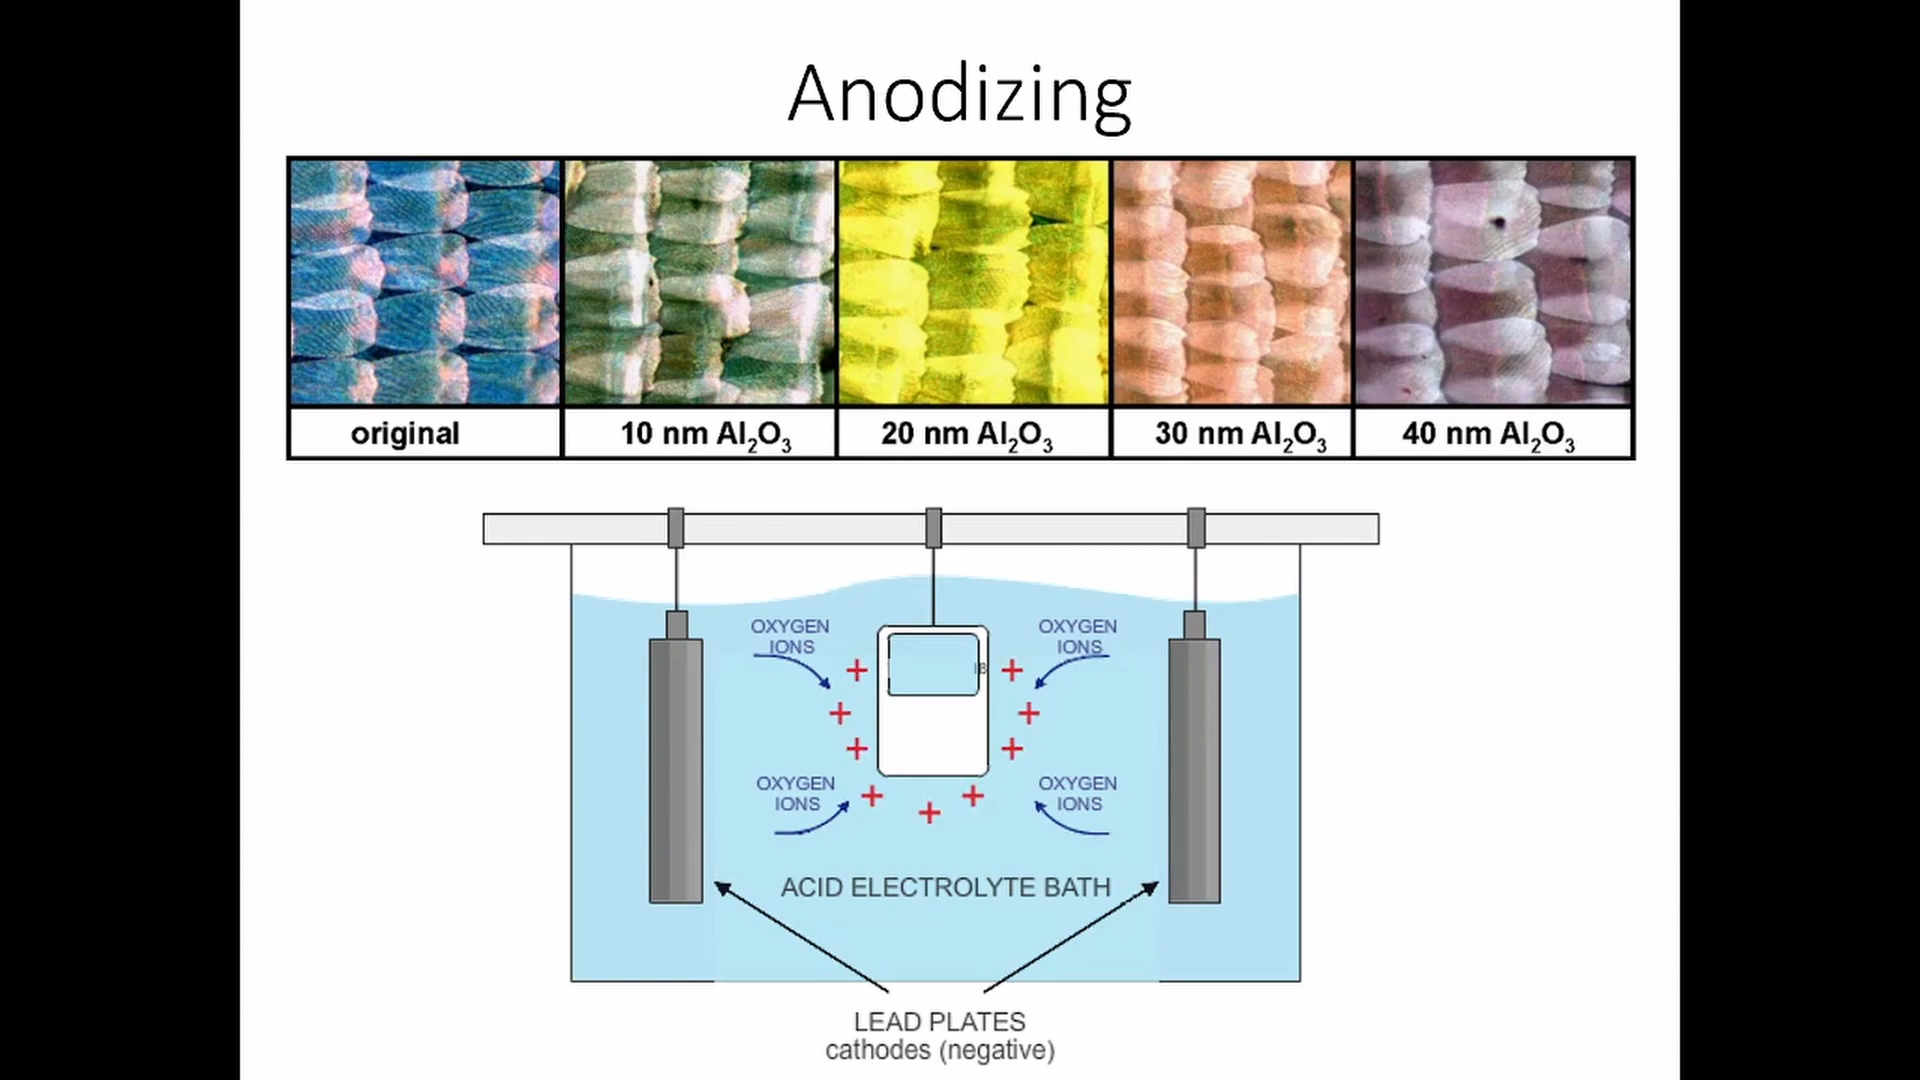 Anodizing
original
10 nm Al2O3
20 nm Al2O3
30 nm Al2O3
40 nm Al2O3
OXYGEN
IONS
OXYGEN
IONS
OXYGEN
IONS
OXYGEN
IONS
ACID ELECTROLYTE BATH
LEAD PLATES
cathodes (negative)